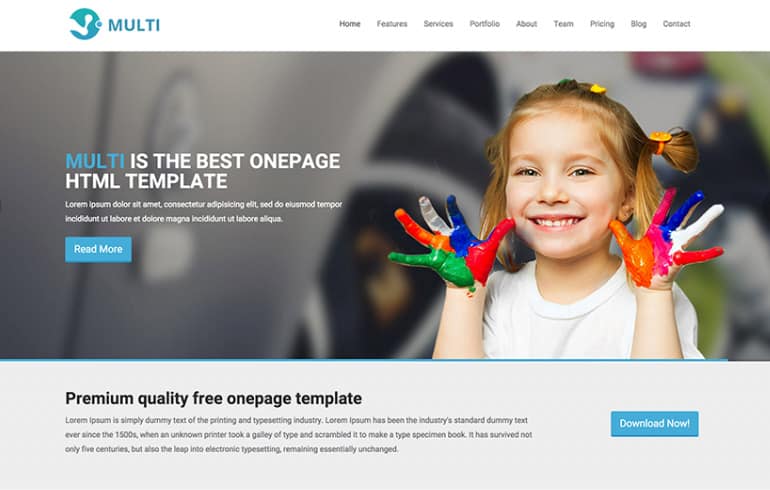 MULTI
Home Features Services Portfolio About Team Pricing Blog Contact
MULTI IS THE BEST ONEPAGE
HTML TEMPLATE
Lorem ipsum dolor sit amet, consectetur adipisicing elit, sed do eiusmod tempor
incididunt ut labore et dolore magna incididunt ut labore aliqua.
Read More
Premium quality free onepage template
Lorem Ipsum is simply dummy text of the printing and typesetting industry. Lorem Ipsum has been the industry's standard dummy text
ever since the 1500s, when an unknown printer took a galley of type and scrambled it to make a type specimen book. It has survived not
only five centuries, but also the leap into electronic typesetting, remaining essentially unchanged.
Download Now!